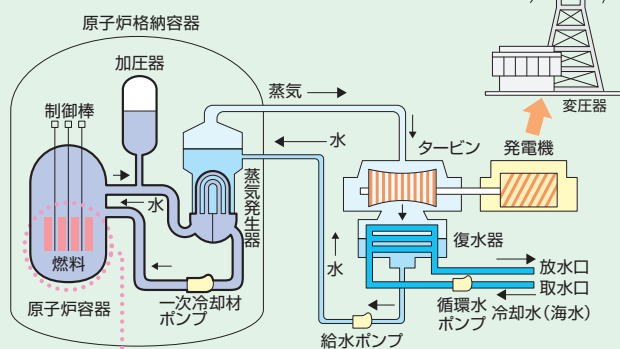 原子炉格納容器
加圧器
制御棒
蒸気
水
タービン
発電機
変圧器
蒸気発生器
水
燃料
原子炉容器
一次冷却材
ポンプ
水
復水器
放水口
取水口
循環水
ポンプ
冷却水(海水)
給水ポンプ